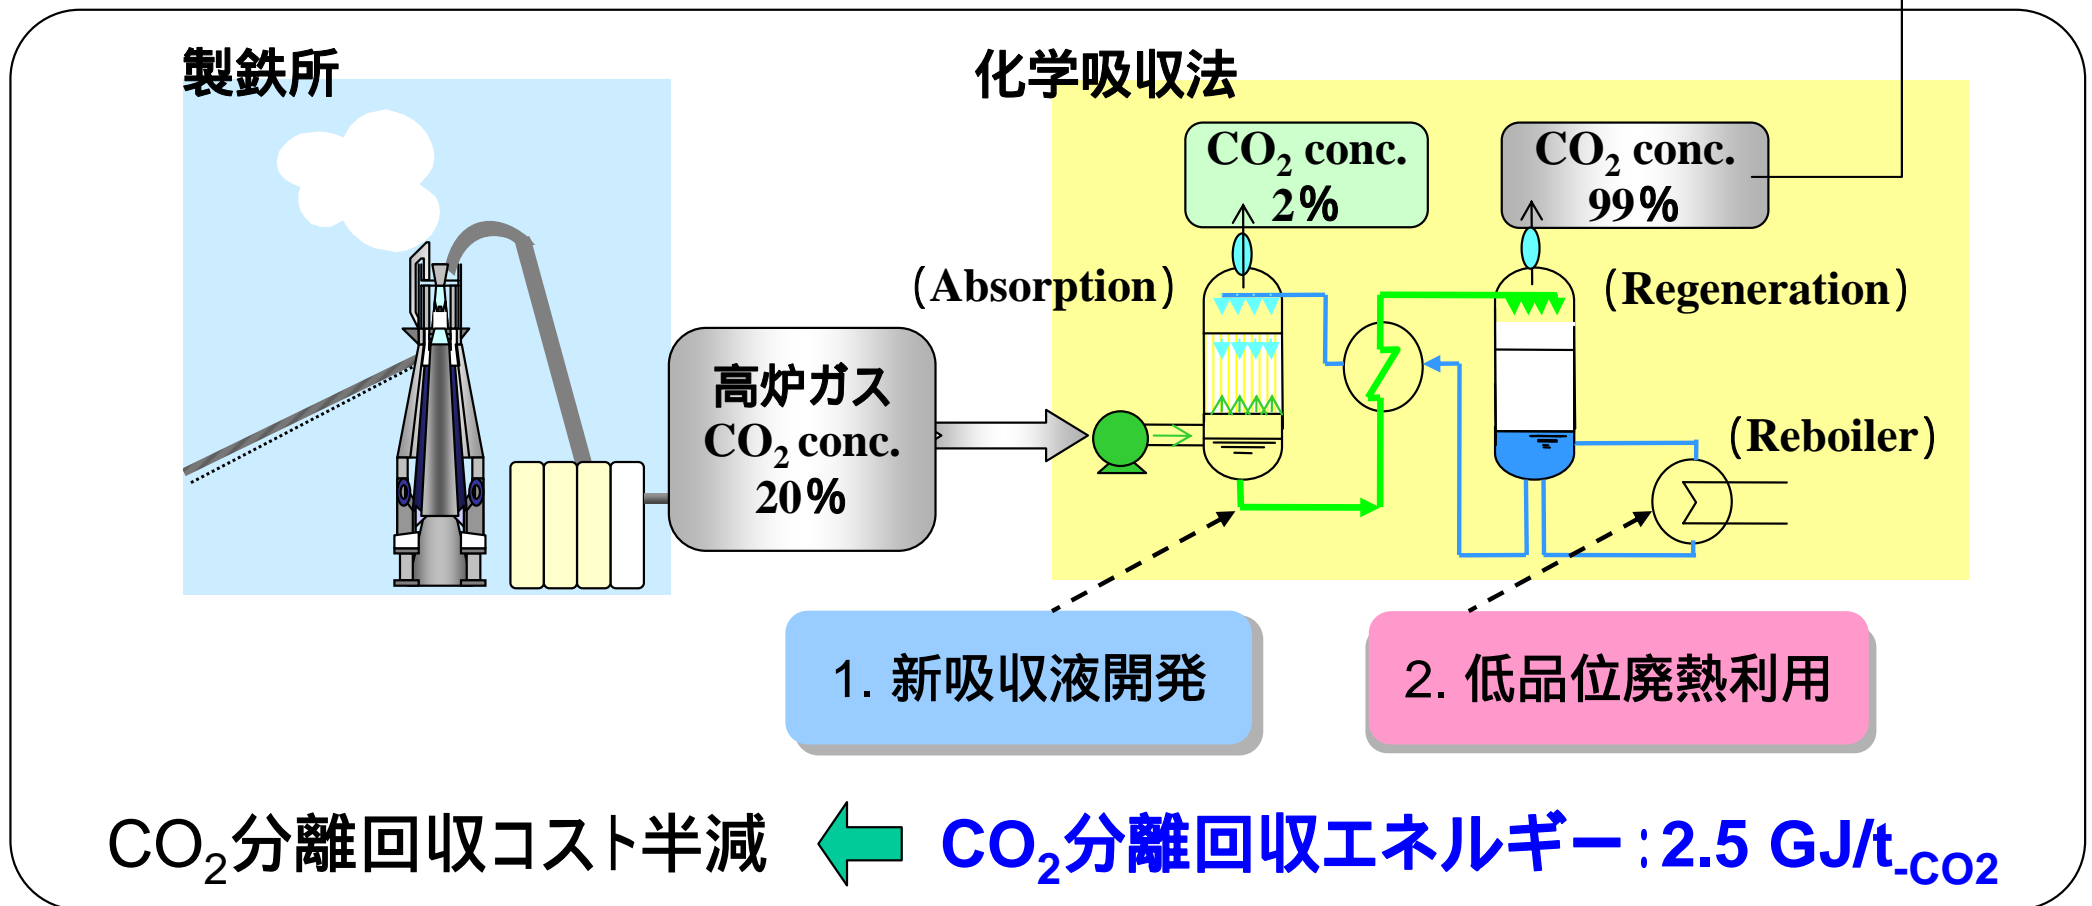 製鉄所
化学吸収法
CO₂ conc.
2%
CO₂ conc.
99%
(Absorption)
(Regeneration)
高炉ガス
CO₂ conc.
20%
(Reboiler)
1. 新吸収液開発
2. 低品位廃熱利用
CO₂分離回収コスト半減
CO₂分離回収エネルギー:2.5 GJ/t-CO2